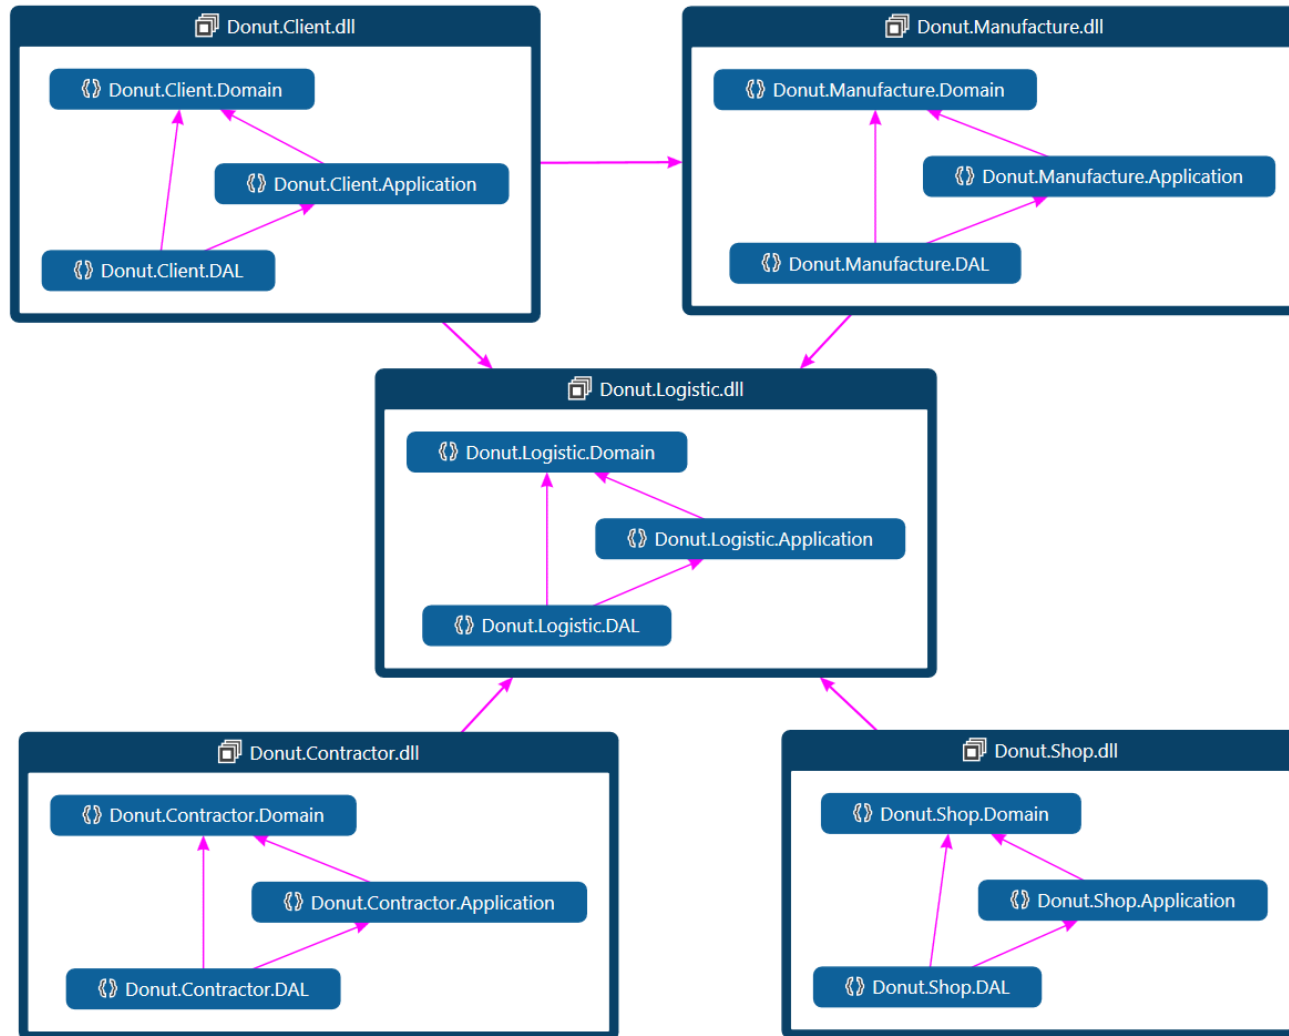 Donut.Client.dll
Donut.Client.Domain
Donut.Client.Application
Donut.Client.DAL
Donut.Manufacture.dll
Donut.Manufacture.Domain
Donut.Manufacture.Application
Donut.Manufacture.DAL
Donut.Logistic.dll
Donut.Logistic.Domain
Donut.Logistic.Application
Donut.Logistic.DAL
Donut.Contractor.dll
Donut.Contractor.Domain
Donut.Contractor.Application
Donut.Contractor.DAL
Donut.Shop.dll
Donut.Shop.Domain
Donut.Shop.Application
Donut.Shop.DAL